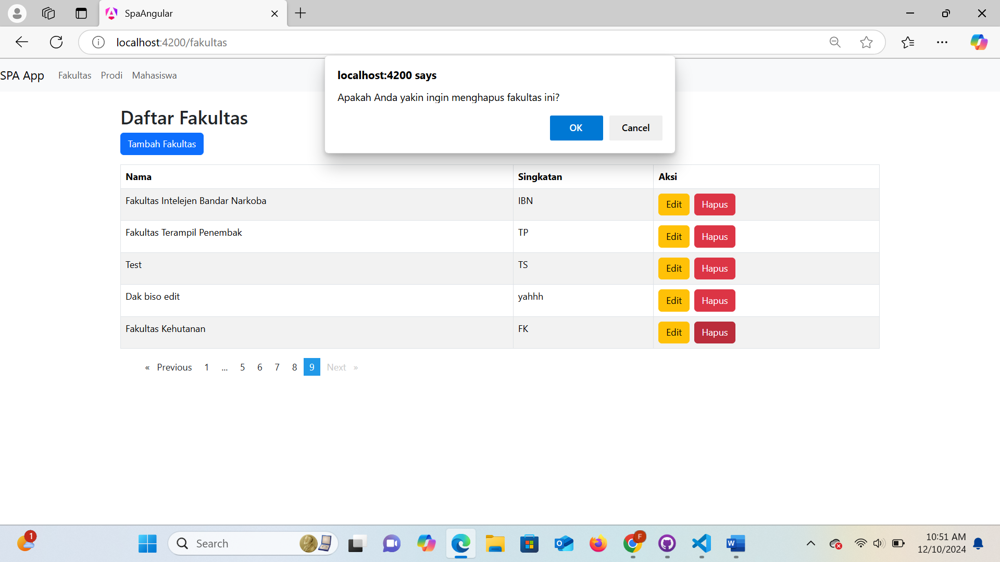 SpaAngular
localhost:4200/fakultas
SPA App Fakultas Prodi Mahasiswa
localhost:4200 says
Apakah Anda yakin ingin menghapus fakultas ini?
OK Cancel
Daftar Fakultas
Tambah Fakultas
Nama Singkatan Aksi
Fakultas Intelejen Bandar Narkoba IBN Edit Hapus
Fakultas Terampil Penembak TP Edit Hapus
Test TS Edit Hapus
Dak biso edit yahhh Edit Hapus
Fakultas Kehutanan FK Edit Hapus
« Previous 1 ... 5 6 7 8 9 Next »
1
Search
F
10:51 AM
12/10/2024